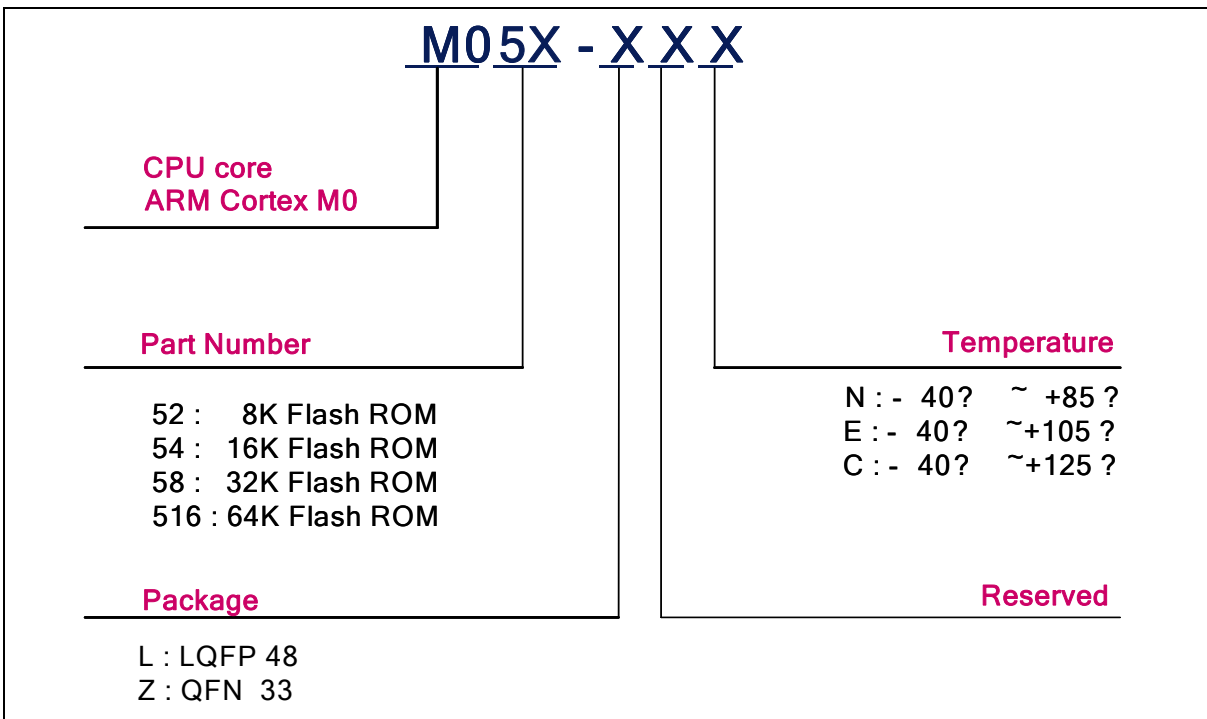 M05X - X X X
CPU core
ARM Cortex M0
Part Number
52 : 8K Flash ROM
54 : 16K Flash ROM
58 : 32K Flash ROM
516 : 64K Flash ROM
Package
L : LQFP 48
Z : QFN 33
Temperature
N : - 40? ~ +85 ?
E : - 40? ~+105 ?
C : - 40? ~+125 ?
Reserved